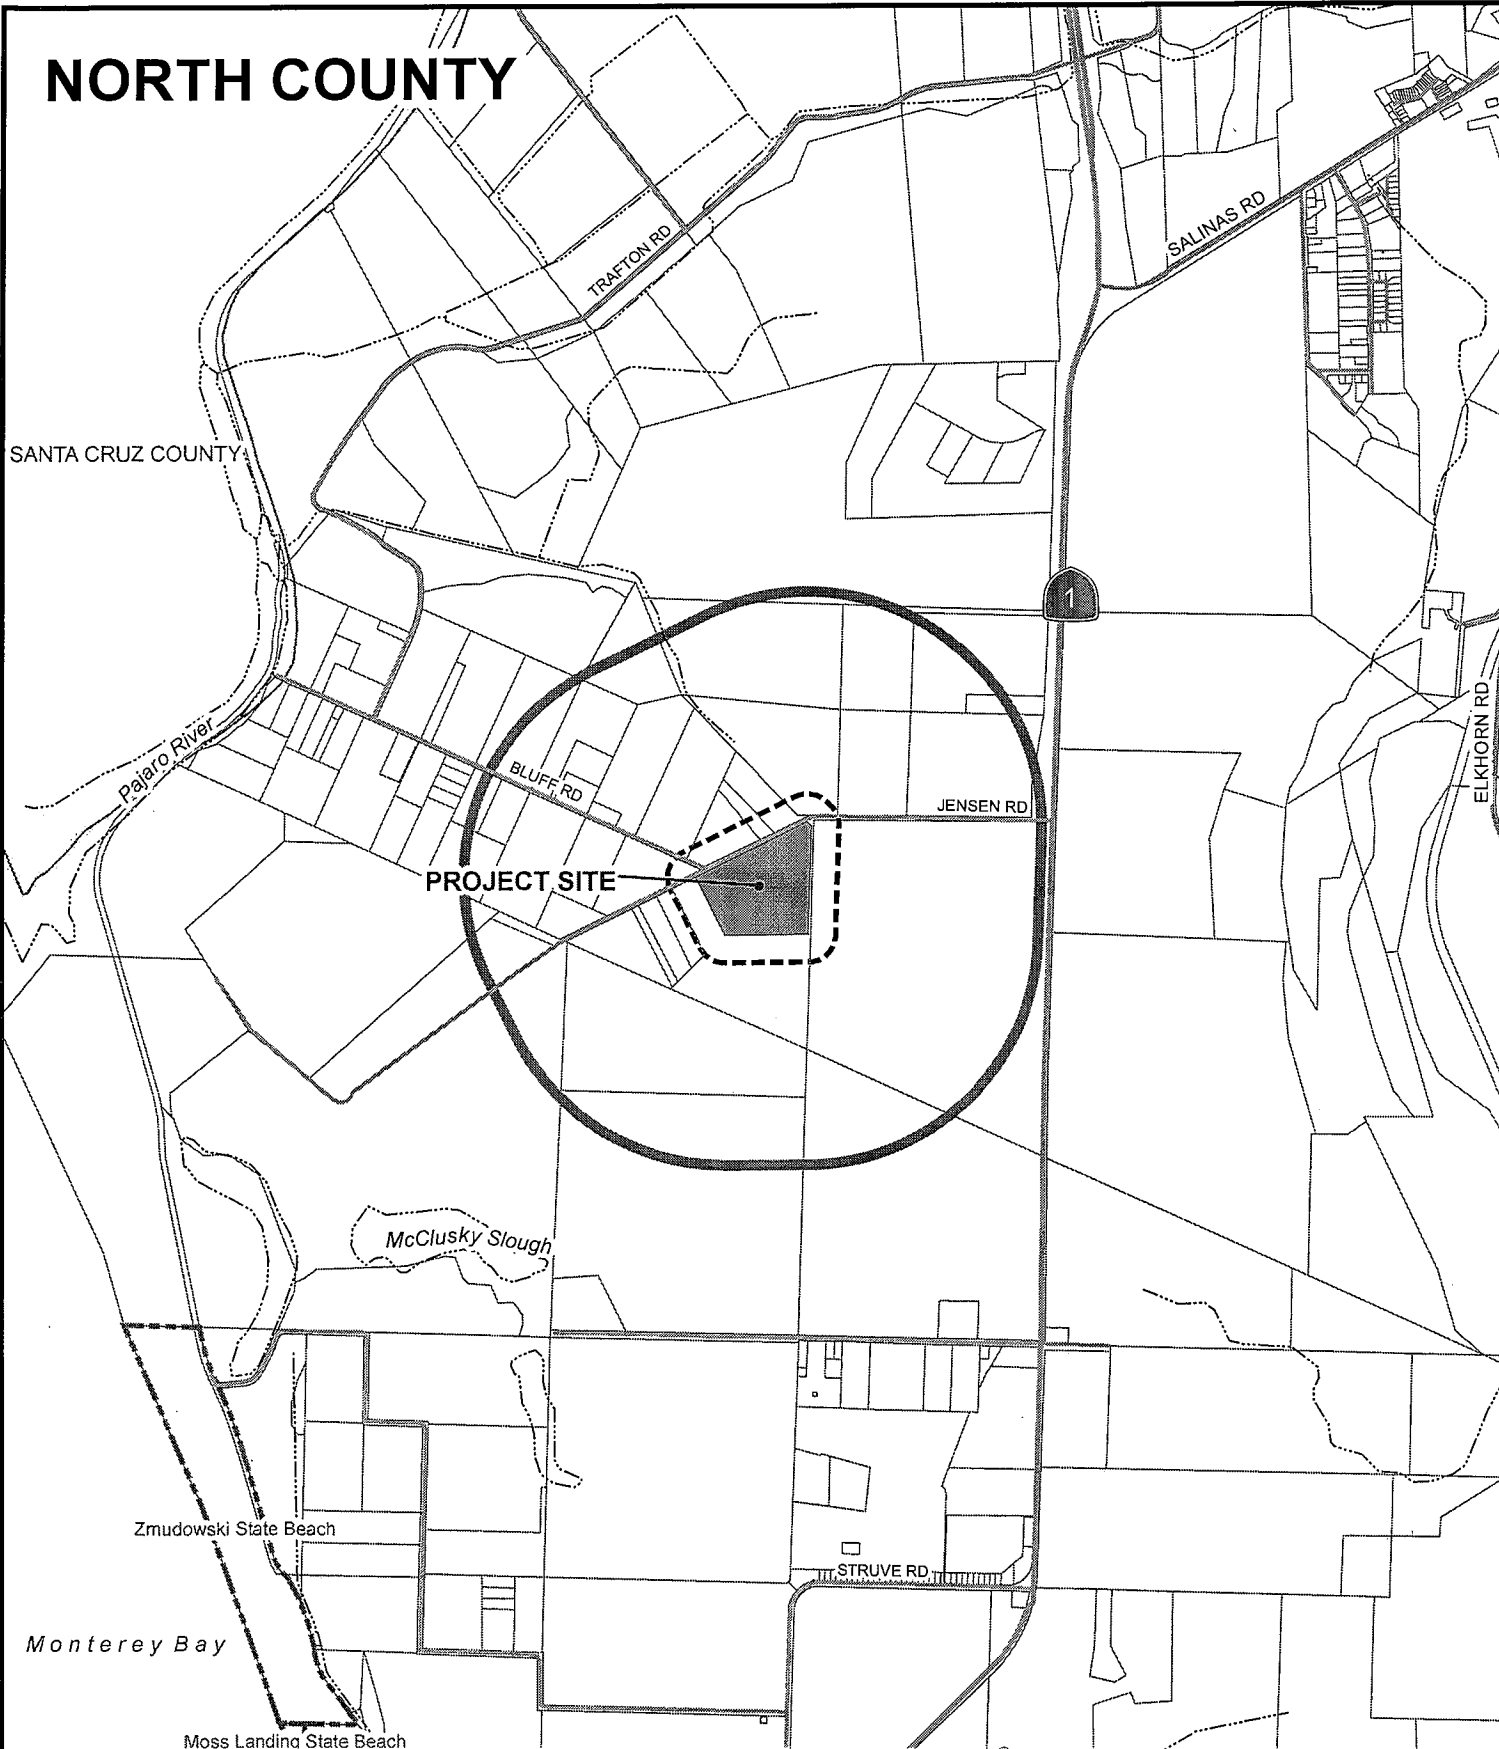 NORTH COUNTY
SALINAS RD
TRAFTON RD
SANTA CRUZ COUNTY
1
ELKHORN RD
Pajaro River
BLUFF RD
JENSEN RD
PROJECT SITE
McClusky Slough
Zmudowski State Beach
STRUVE RD
Monterey Bay
Moss Landing State Beach